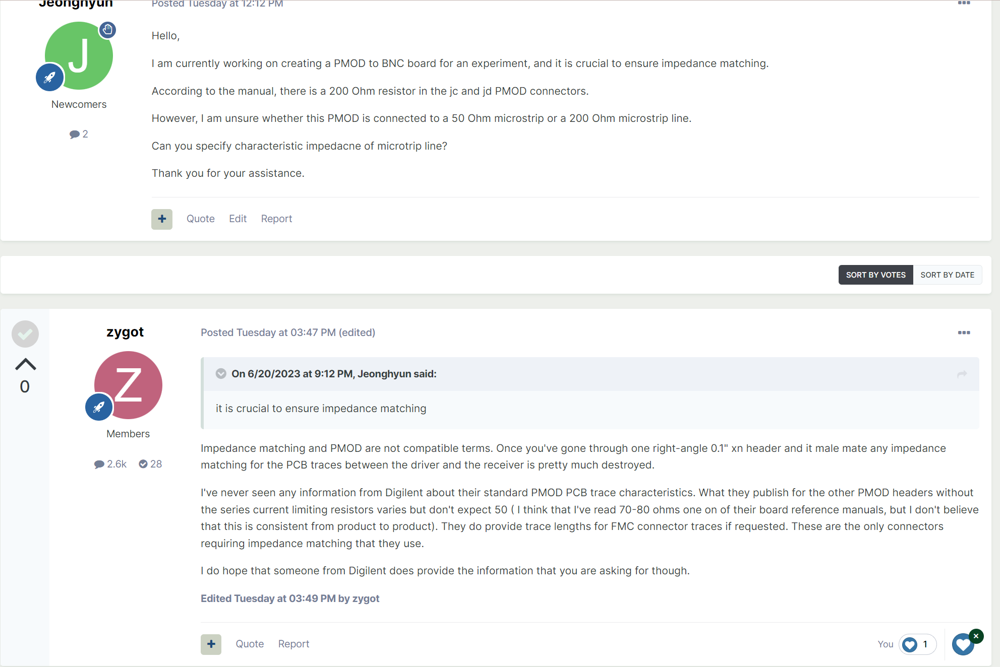 Jeonghyun
Posted Tuesday at 12:12 PM
J
Newcomers
2
Hello,
I am currently working on creating a PMOD to BNC board for an experiment, and it is crucial to ensure impedance matching.
According to the manual, there is a 200 Ohm resistor in the jc and jd PMOD connectors.
However, I am unsure whether this PMOD is connected to a 50 Ohm microstrip or a 200 Ohm microstrip line.
Can you specify characteristic impedacne of microtrip line?
Thank you for your assistance.
+ Quote Edit Report
SORT BY VOTES SORT BY DATE
0
zygot
Z
Members
2.6k 28
Posted Tuesday at 03:47 PM (edited)
On 6/20/2023 at 9:12 PM, Jeonghyun said:
it is crucial to ensure impedance matching
Impedance matching and PMOD are not compatible terms. Once you've gone through one right-angle 0.1" xn header and it male mate any impedance
matching for the PCB traces between the driver and the receiver is pretty much destroyed.
I've never seen any information from Digilent about their standard PMOD PCB trace characteristics. What they publish for the other PMOD headers without
the series current limiting resistors varies but don't expect 50 ( I think that I've read 70-80 ohms one on of their board reference manuals, but I don't believe
that this is consistent from product to product). They do provide trace lengths for FMC connector traces if requested. These are the only connectors
requiring impedance matching that they use.
I do hope that someone from Digilent does provide the information that you are asking for though.
Edited Tuesday at 03:49 PM by zygot
+ Quote Report
You 1